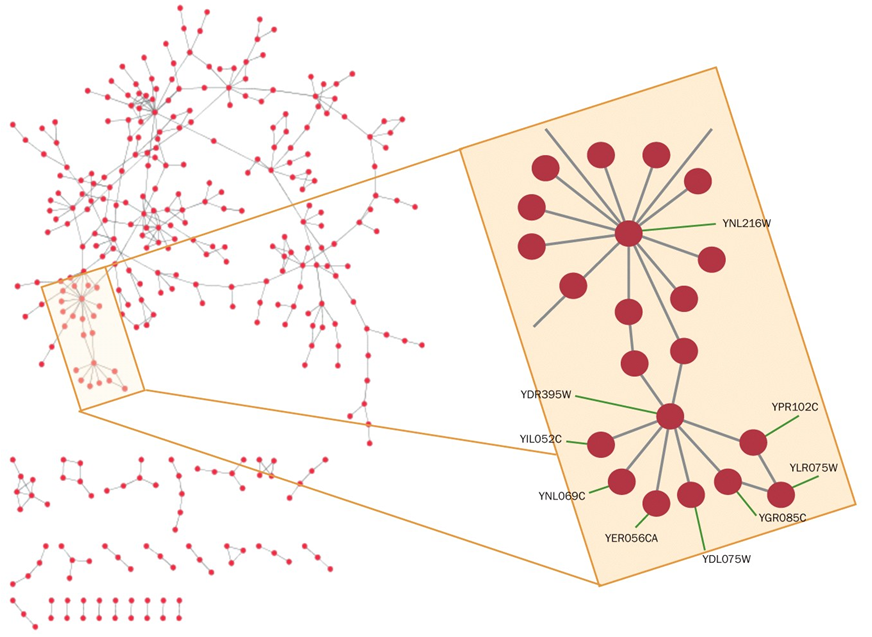 YNL216W
YDR395W
YPR102C
YIL052C
YLR075W
YNL069C
YGR085C
YER056CA
YDL075W